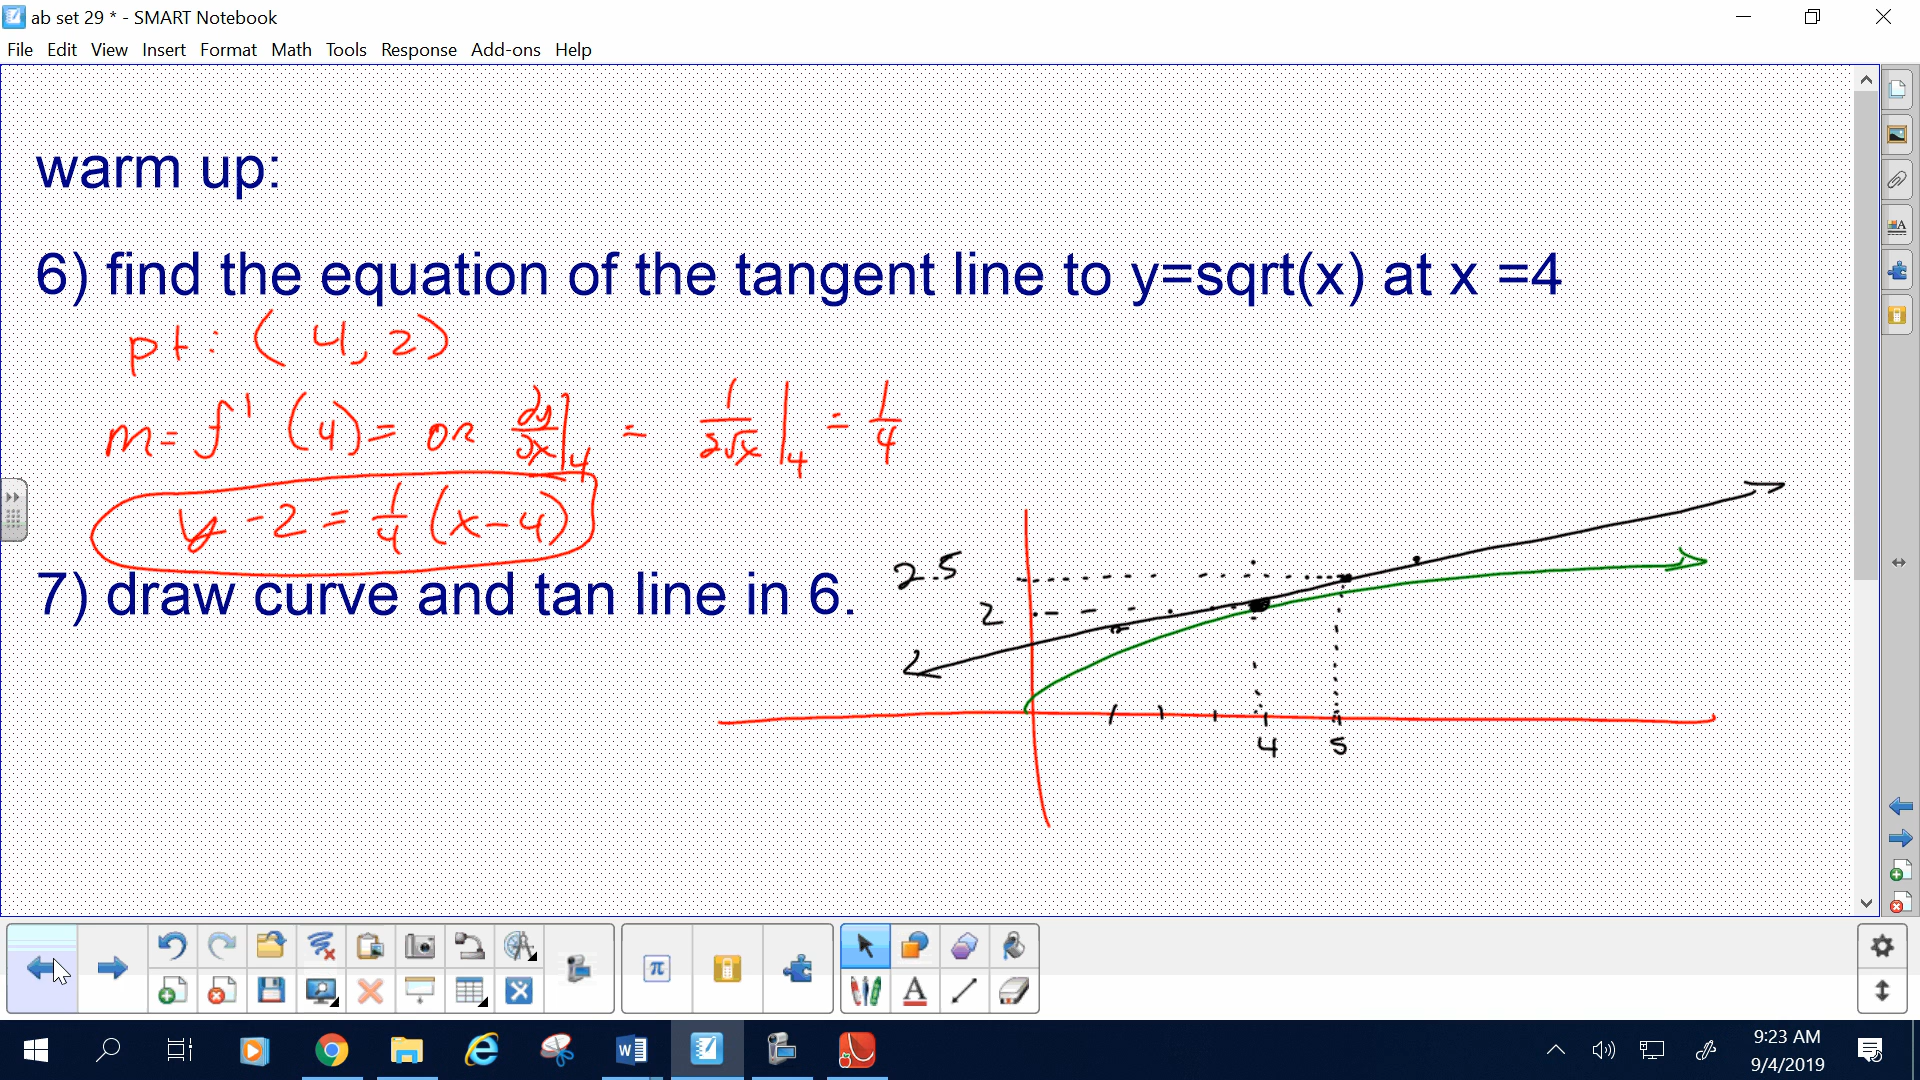 ab set 29 * - SMART Notebook
File Edit View Insert Format Math Tools Response Add-ons Help
warm up:
6) find the equation of the tangent line to y=sqrt(x) at x =4
pt: (4, 2)
m= f' (4)= or dy/dx|4 = 1/2√x|4 = 1/4
y - 2 = 1/4 (x-4)
7) draw curve and tan line in 6.
2.5
2
4 5
9:23 AM
9/4/2019